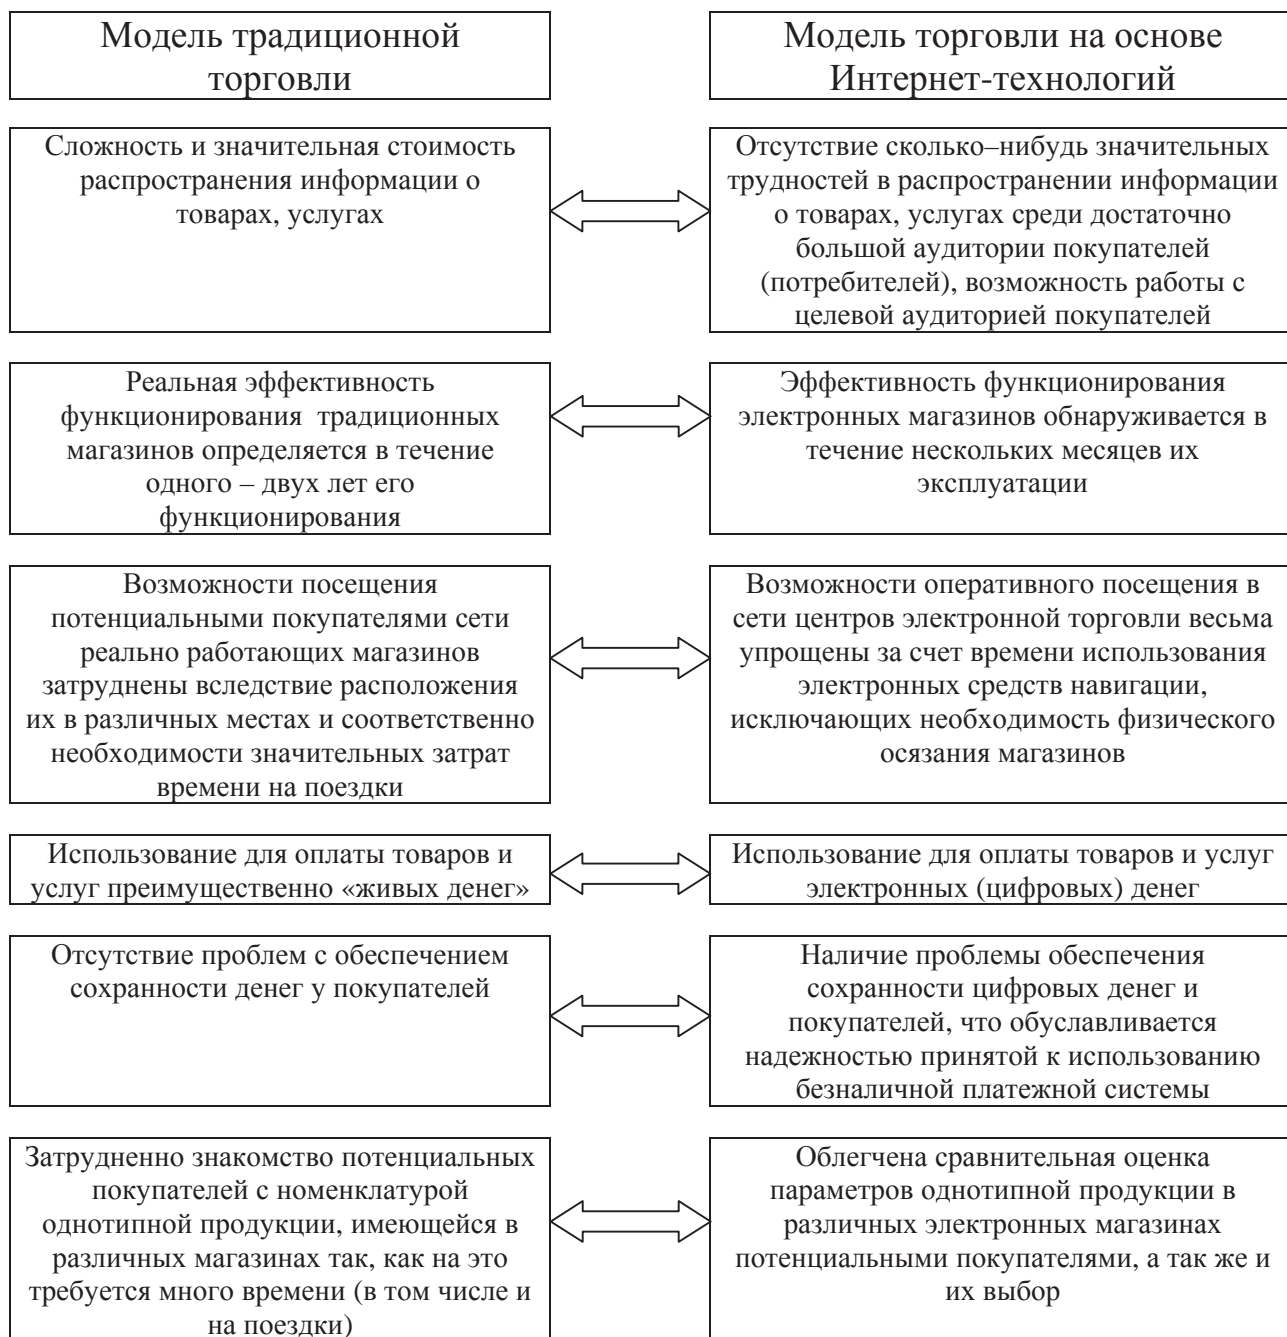 Модель традиционной
торговли
Модель торговли на основе
Интернет-технологий
Сложность и значительная стоимость
распространения информации о
товарах, услугах
Отсутствие сколько–нибудь значительных
трудностей в распространении информации
о товарах, услугах среди достаточно
большой аудитории покупателей
(потребителей), возможность работы с
целевой аудиторией покупателей
Реальная эффективность
функционирования традиционных
магазинов определяется в течение
одного – двух лет его
функционирования
Эффективность функционирования
электронных магазинов обнаруживается в
течение нескольких месяцев их
эксплуатации
Возможности посещения
потенциальными покупателями сети
реально работающих магазинов
затруднены вследствие расположения
их в различных местах и соответственно
необходимости значительных затрат
времени на поездки
Возможности оперативного посещения в
сети центров электронной торговли весьма
упрощены за счет времени использования
электронных средств навигации,
исключающих необходимость физического
осязания магазинов
Использование для оплаты товаров и
услуг преимущественно «живых денег»
Использование для оплаты товаров и услуг
электронных (цифровых) денег
Отсутствие проблем с обеспечением
сохранности денег у покупателей
Наличие проблемы обеспечения
сохранности цифровых денег и
покупателей, что обуславливается
надежностью принятой к использованию
безналичной платежной системы
Затрудненно знакомство потенциальных
покупателей с номенклатурой
однотипной продукции, имеющейся в
различных магазинах так, как на это
требуется много времени (в том числе и
на поездки)
Облегчена сравнительная оценка
параметров однотипной продукции в
различных электронных магазинах
потенциальными покупателями, а так же и
их выбор